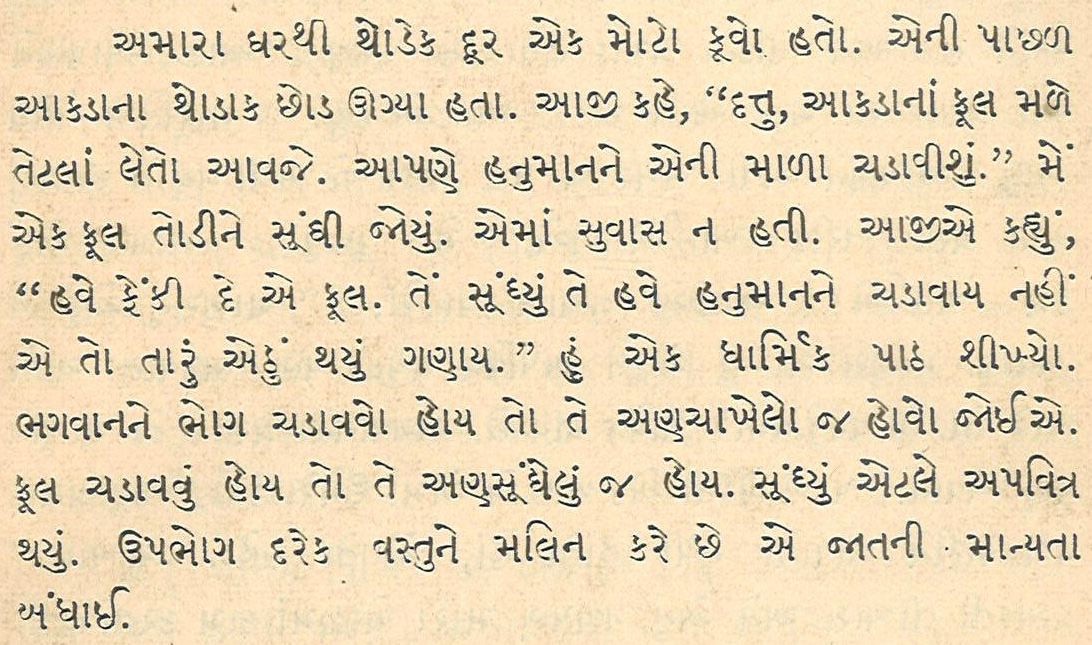 અમારા ઘરથી થોડેક દૂર એક મોટો કૂવો હતો. એની પાછળ
આકડાના થોડાક છોડ ઊગ્યા હતા. આજી કહે, “દત્તુ, આકડાનાં ફૂલ મળે
તેટલાં લેતો આવજે. આપણે હનુમાનને એની માળા ચડાવીશું.” મેં
એક ફૂલ તોડીને સૂંઘી જોયું. એમાં સુવાસ ન હતી. આજીએ કહ્યું,
“હવે ફેંકી દે એ ફૂલ. તેં સૂંઘ્યું તે હવે હનુમાનને ચડાવાય નહીં
એ તો તારું એઠું થયું ગણાય.” હું એક ધાર્મિક પાઠ શીખ્યો.
ભગવાનને ભોગ ચડાવવો હોય તો તે અણચાખેલો જ હોવો જોઈએ.
ફૂલ ચડાવવું હોય તો તે અણસૂંઘેલું જ હોય. સૂંઘ્યું એટલે અપવિત્ર
થયું. ઉપભોગ દરેક વસ્તુને મલિન કરે છે એ જાતની માન્યતા
બંધાઈ.